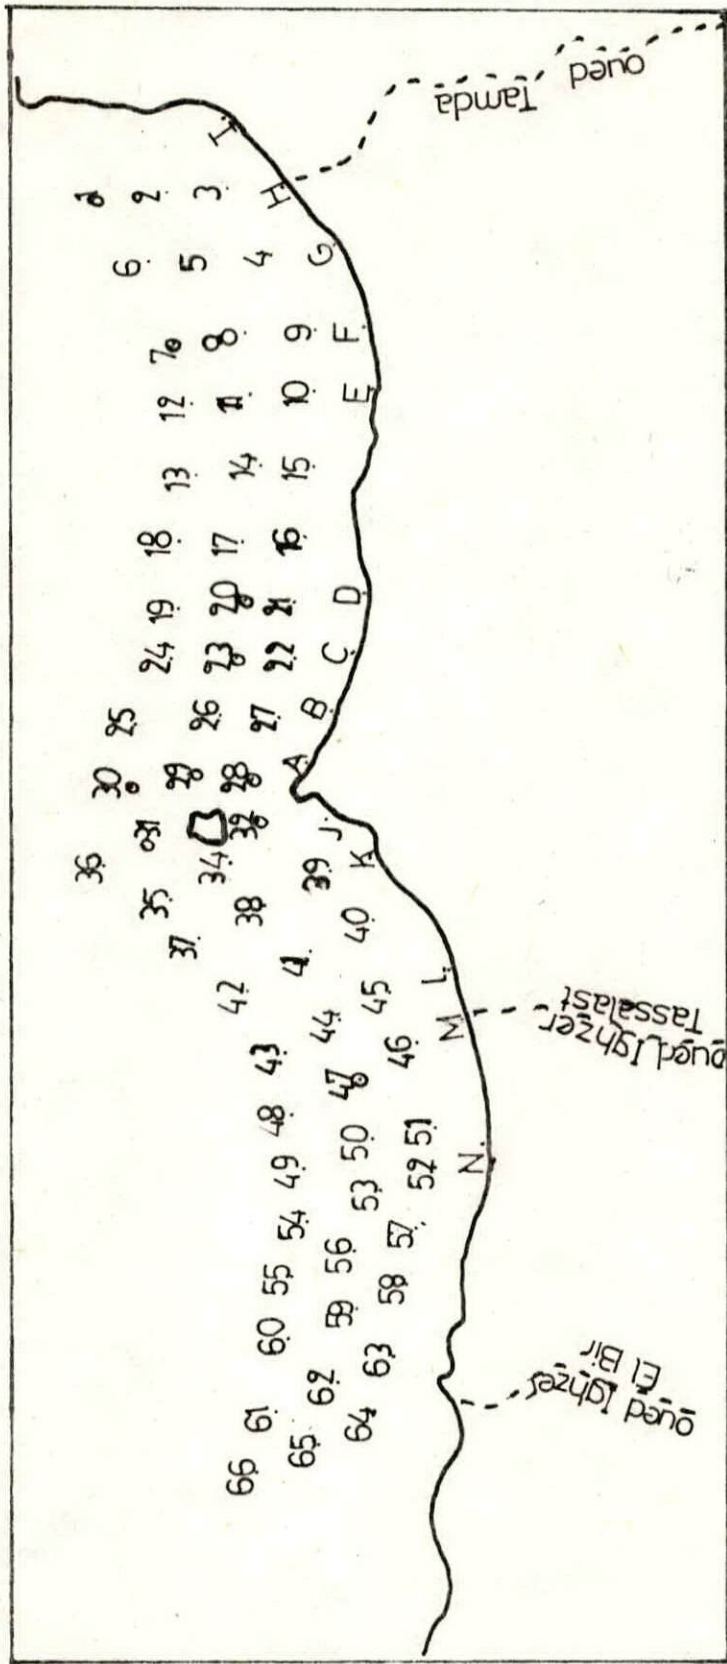 oued
Tamda
I
1 2 3 H
6 5 4 G
7 8 9 F
12 11 10 E
13 14 15
18 17 16
19 20 21 D
24 23 22 C
25 26 27 B
30 29 28 A
31 32 J
36 34 39 K
35 38 40
37 41 L
42 45
44 M
oued Ighzer
Tassalast
43 46
47
48 50 51
49 52 N
53
54 57
56
55 58
59
60 63
62
61 64
65
66
oued Ighzer
El Bir